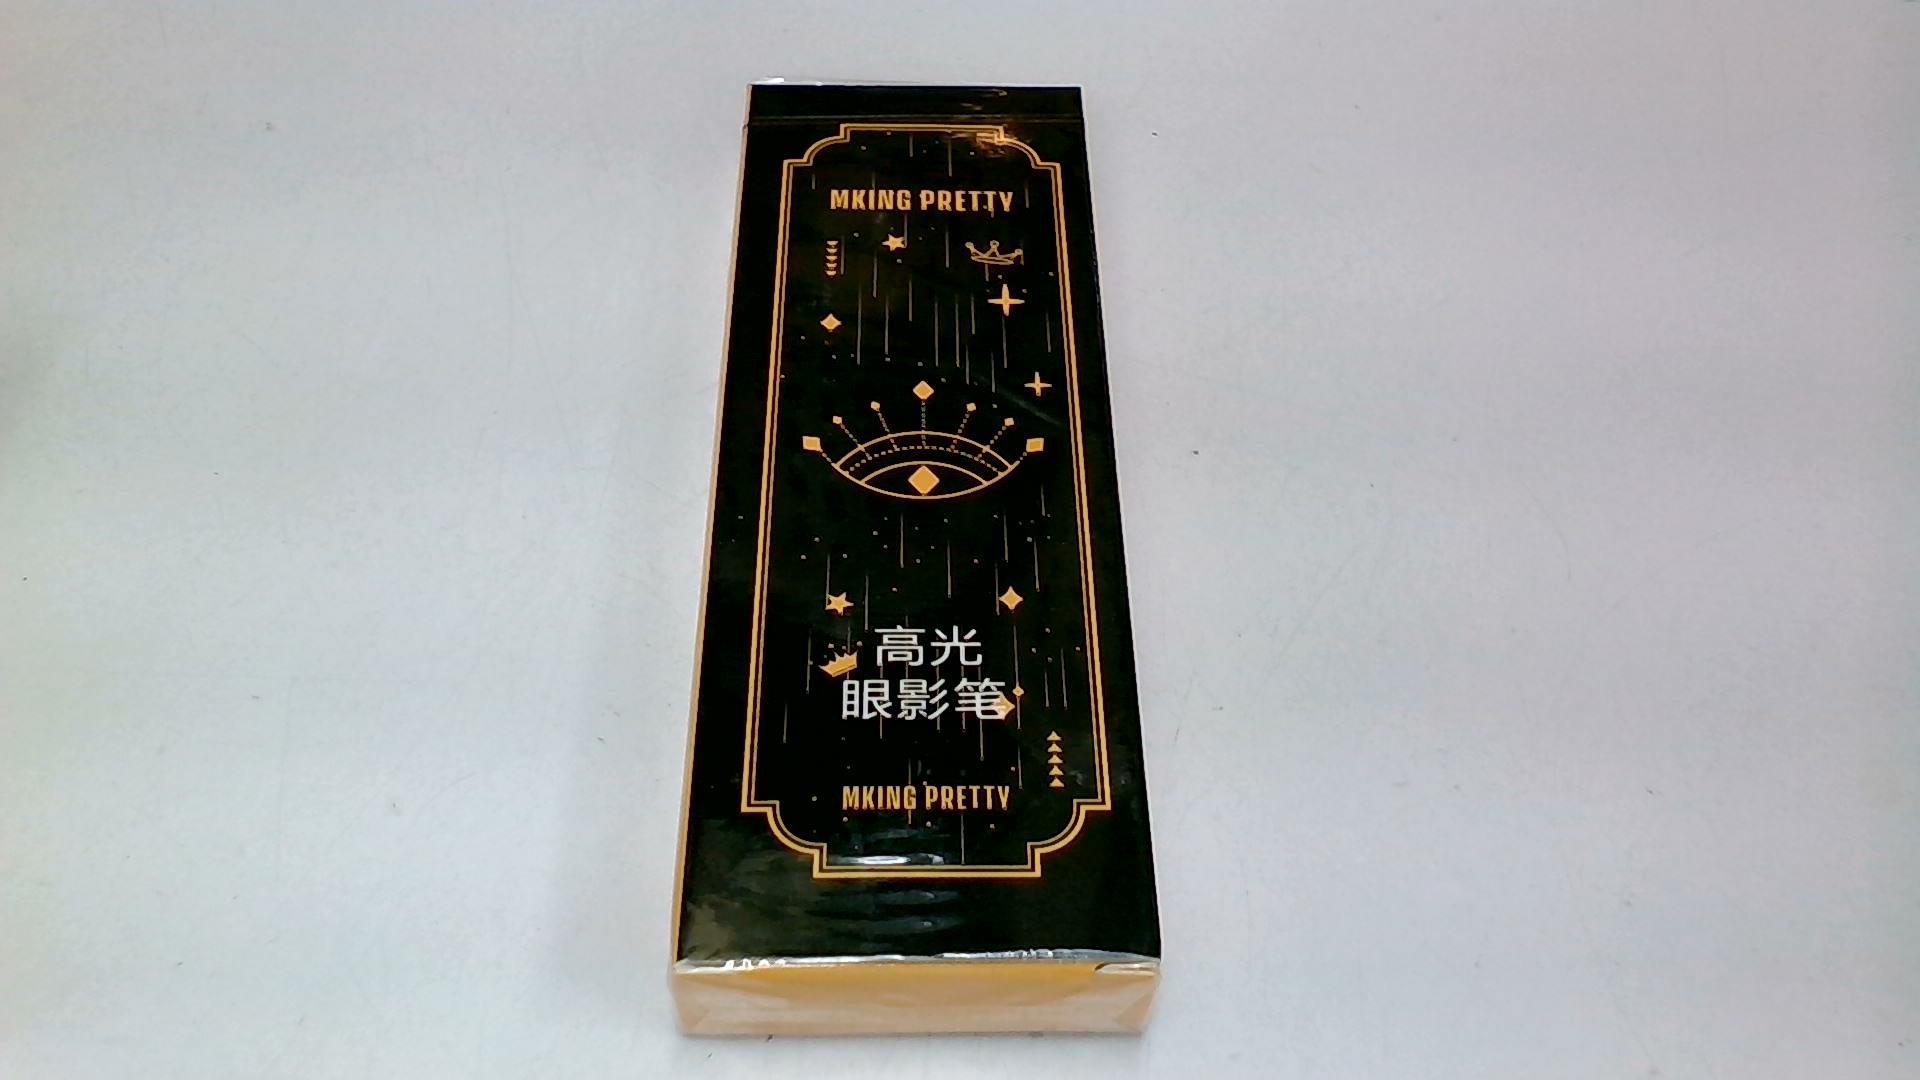 MKING PRETTY
高光
眼影笔
MKING PRETTY